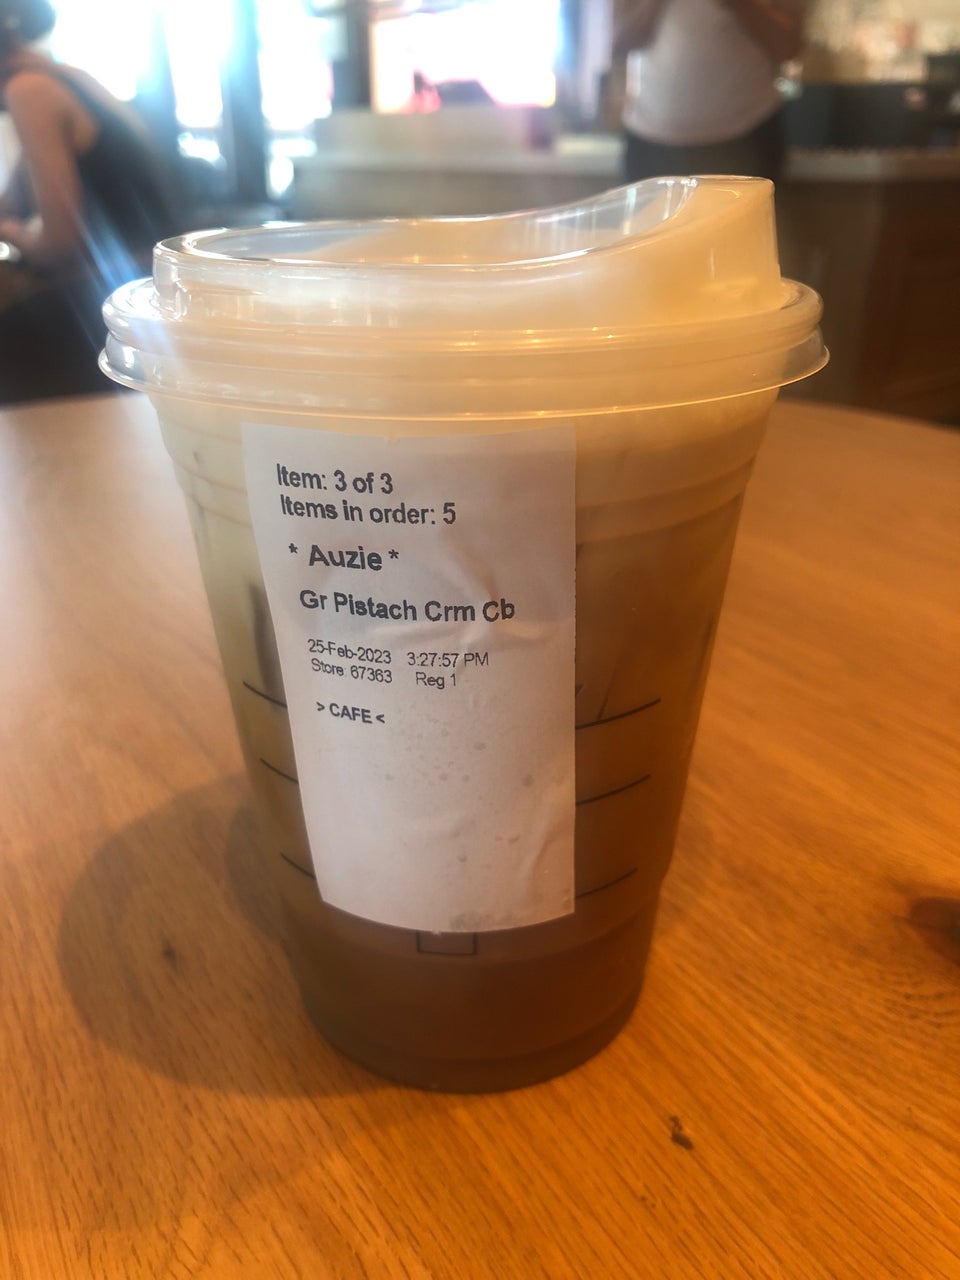 Item: 3 of 3
Items in order: 5
* Auzie *
Gr Pistach Crm Cb
25-Feb-2023 3:27:57 PM
Store: 67363 Reg 1
> CAFE <